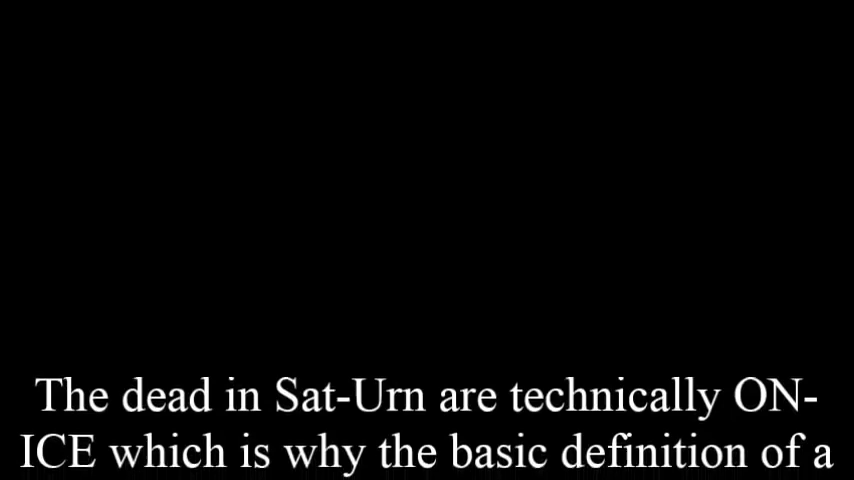 The dead in Sat-Urn are technically ON-
ICE which is why the basic definition of a